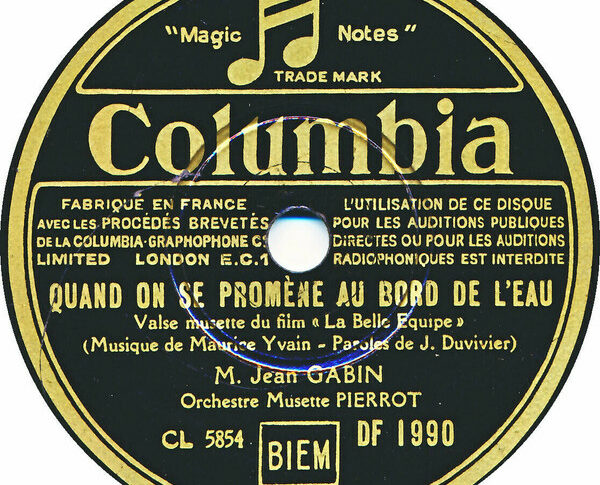 "Magic Notes"
TRADE MARK
Columbia
FABRIQUÉ EN FRANCE
AVEC LES PROCÉDÉS BREVETÉS
DE LA COLUMBIA-GRAPHOPHONE Cº
LIMITED LONDON E.C.1
L'UTILISATION DE CE DISQUE
POUR LES AUDITIONS PUBLIQUES
DIRECTES OU POUR LES AUDITIONS
RADIOPHONIQUES EST INTERDITE
QUAND ON SE PROMÈNE AU BORD DE L'EAU
Valse musette du film « La Belle Equipe »
(Musique de Maurice Yvain - Paroles de J. Duvivier)
M. Jean GABIN
Orchestre Musette PIERROT
CL 5854 BIEM DF 1990